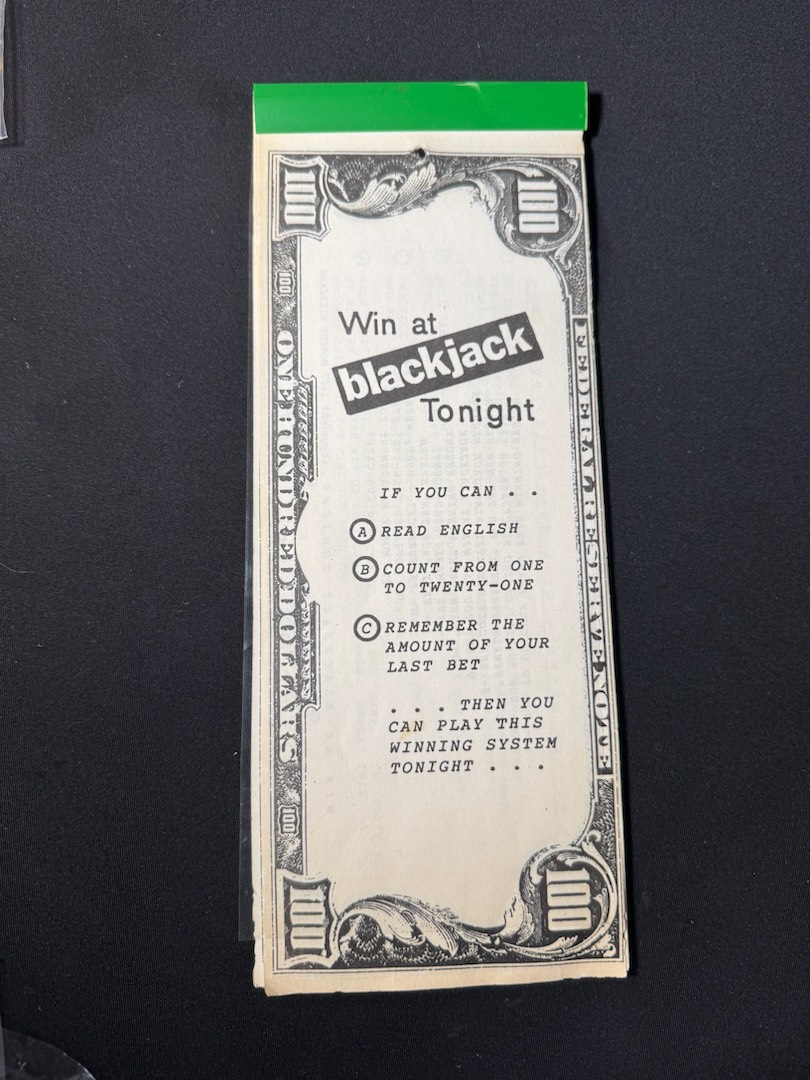 100
100
100
ONE HUNDRED DOLLARS
100
FEDERAL RESERVE NOTE
Win at
blackjack
Tonight
IF YOU CAN . .
A READ ENGLISH
B COUNT FROM ONE
TO TWENTY-ONE
C REMEMBER THE
AMOUNT OF YOUR
LAST BET
. . . THEN YOU
CAN PLAY THIS
WINNING SYSTEM
TONIGHT . . .
100
100